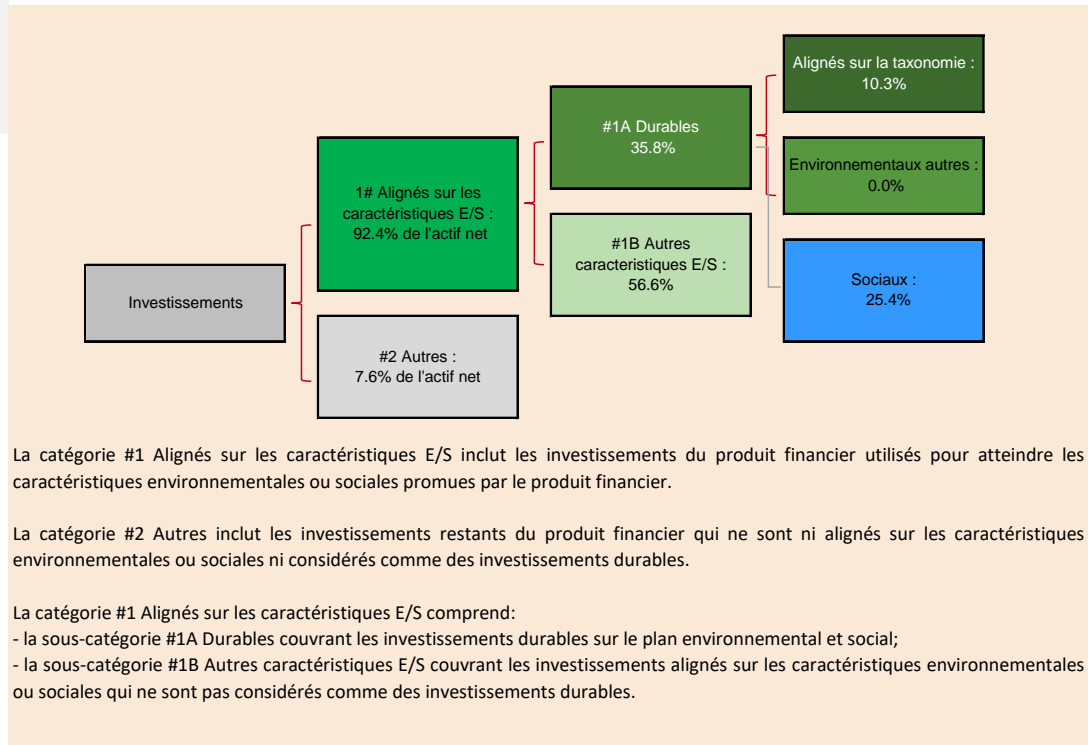 Alignés sur la taxonomie :
10.3%
#1A Durables
35.8%
Environnementaux autres :
0.0%
1# Alignés sur les
caractéristiques E/S :
92.4% de l'actif net
#1B Autres
caracteristiques E/S :
56.6%
Sociaux :
25.4%
Investissements
#2 Autres :
7.6% de l'actif net
La catégorie #1 Alignés sur les caractéristiques E/S inclut les investissements du produit financier utilisés pour atteindre les
caractéristiques environnementales ou sociales promues par le produit financier.
La catégorie #2 Autres inclut les investissements restants du produit financier qui ne sont ni alignés sur les caractéristiques
environnementales ou sociales ni considérés comme des investissements durables.
La catégorie #1 Alignés sur les caractéristiques E/S comprend:
- la sous-catégorie #1A Durables couvrant les investissements durables sur le plan environnemental et social;
- la sous-catégorie #1B Autres caractéristiques E/S couvrant les investissements alignés sur les caractéristiques environnementales
ou sociales qui ne sont pas considérés comme des investissements durables.